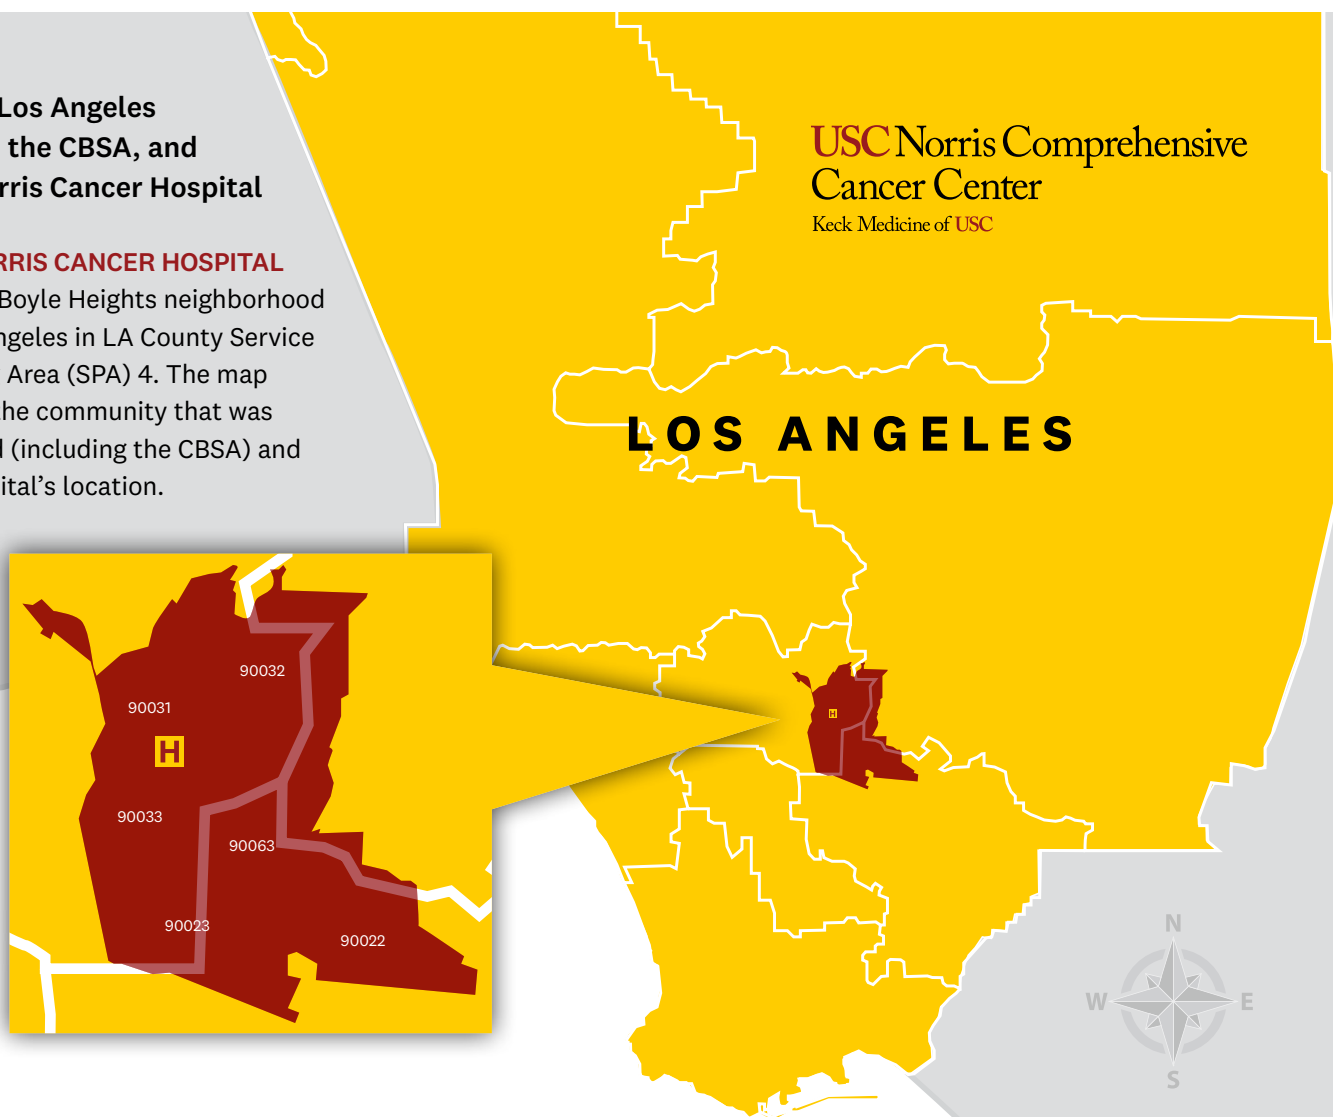 Los Angeles
the CBSA, and
rris Cancer Hospital
RRIS CANCER HOSPITAL
Boyle Heights neighborhood
ngeles in LA County Service
Area (SPA) 4. The map
the community that was
d (including the CBSA) and
ital’s location.
USC Norris Comprehensive
Cancer Center
Keck Medicine of USC
LOS ANGELES
90032
90031
H
90033
90063
90023
90022
H
N
W E
S